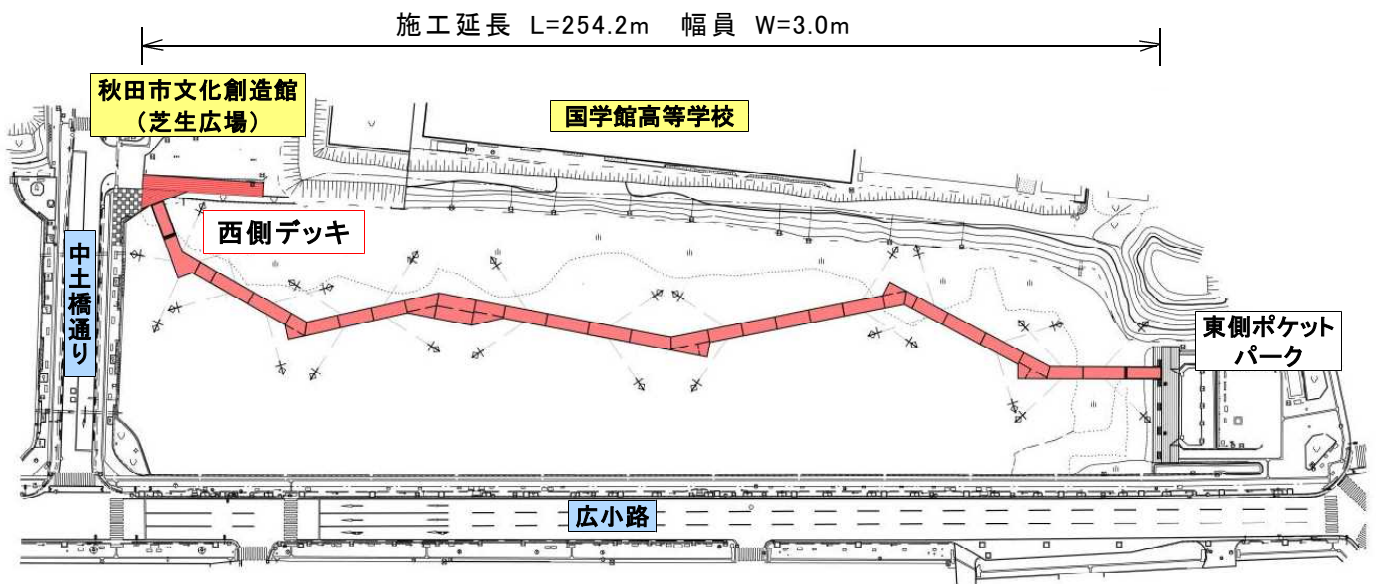 施工延長 L=254.2m 幅員 W=3.0m
秋田市文化創造館
(芝生広場)
国学館高等学校
西側デッキ
中土橋通り
東側ポケット
パーク
広小路